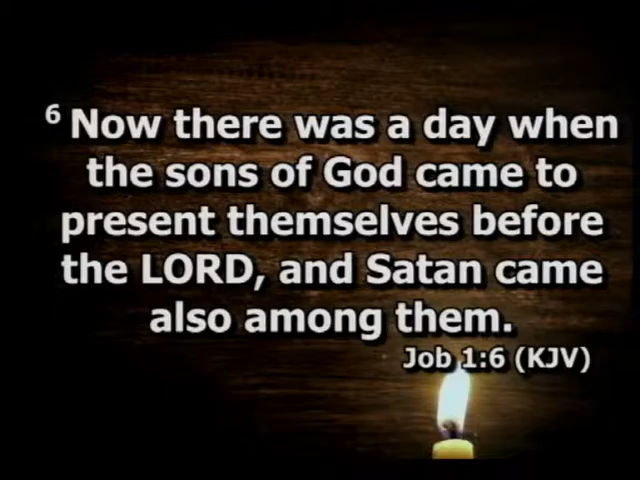 6 Now there was a day when
the sons of God came to
present themselves before
the LORD, and Satan came
also among them.
Job 1:6 (KJV)